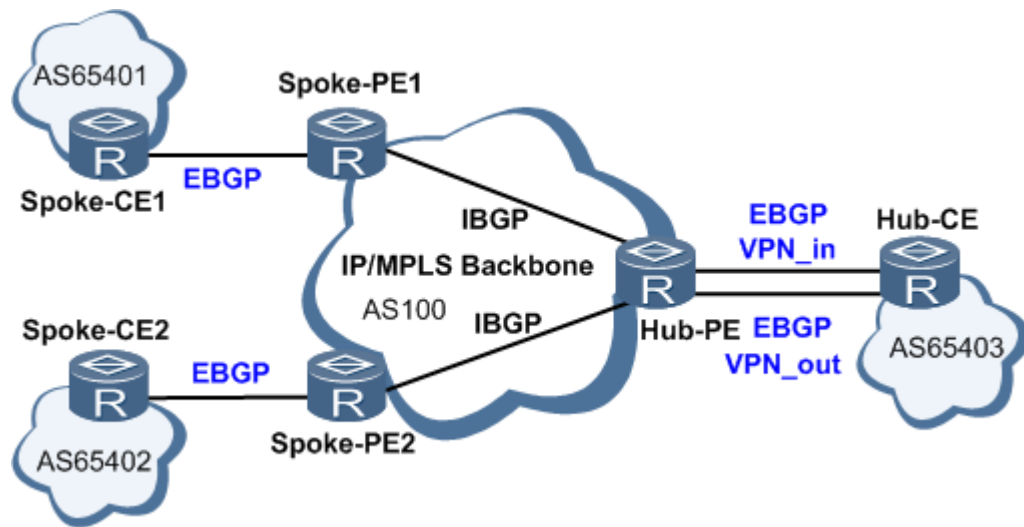 AS65401
Spoke-PE1
R
R
EBGP
Spoke-CE1
IBGP
EBGP
VPN_in
Hub-CE
IP/MPLS Backbone
AS100
R
R
Spoke-CE2
IBGP
Hub-PE
EBGP
VPN_out
AS65403
EBGP
R
R
Spoke-PE2
AS65402